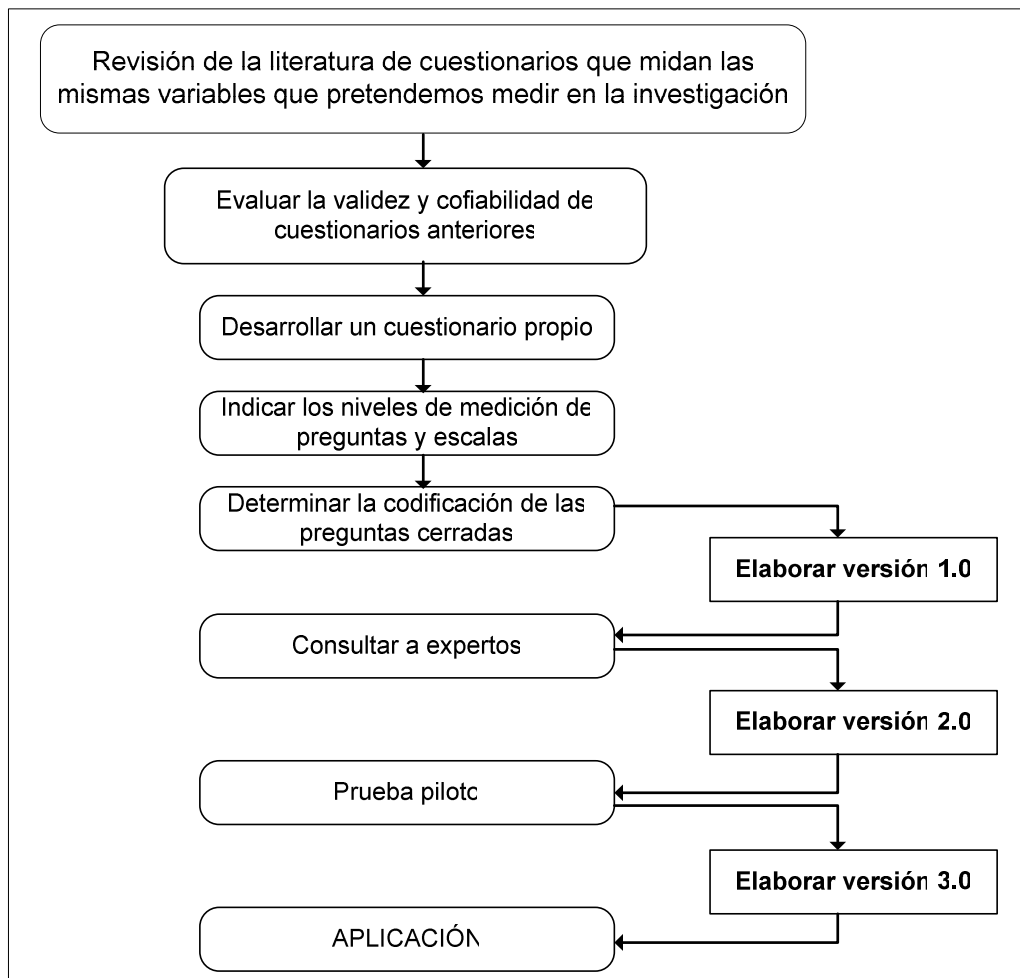 Revisión de la literatura de cuestionarios que midan las
mismas variables que pretendemos medir en la investigación
Evaluar la validez y cofiabilidad de
cuestionarios anteriores
Desarrollar un cuestionario propio
Indicar los niveles de medición de
preguntas y escalas
Determinar la codificación de las
preguntas cerradas
Elaborar versión 1.0
Consultar a expertos
Elaborar versión 2.0
Prueba piloto
Elaborar versión 3.0
APLICACIÓN